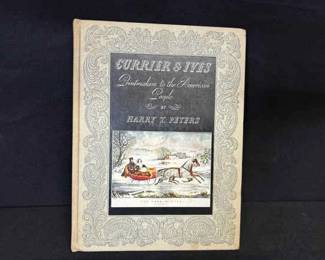 CURRIER & IVES
Printmakers to the American
People
BY
HARRY T. PETERS